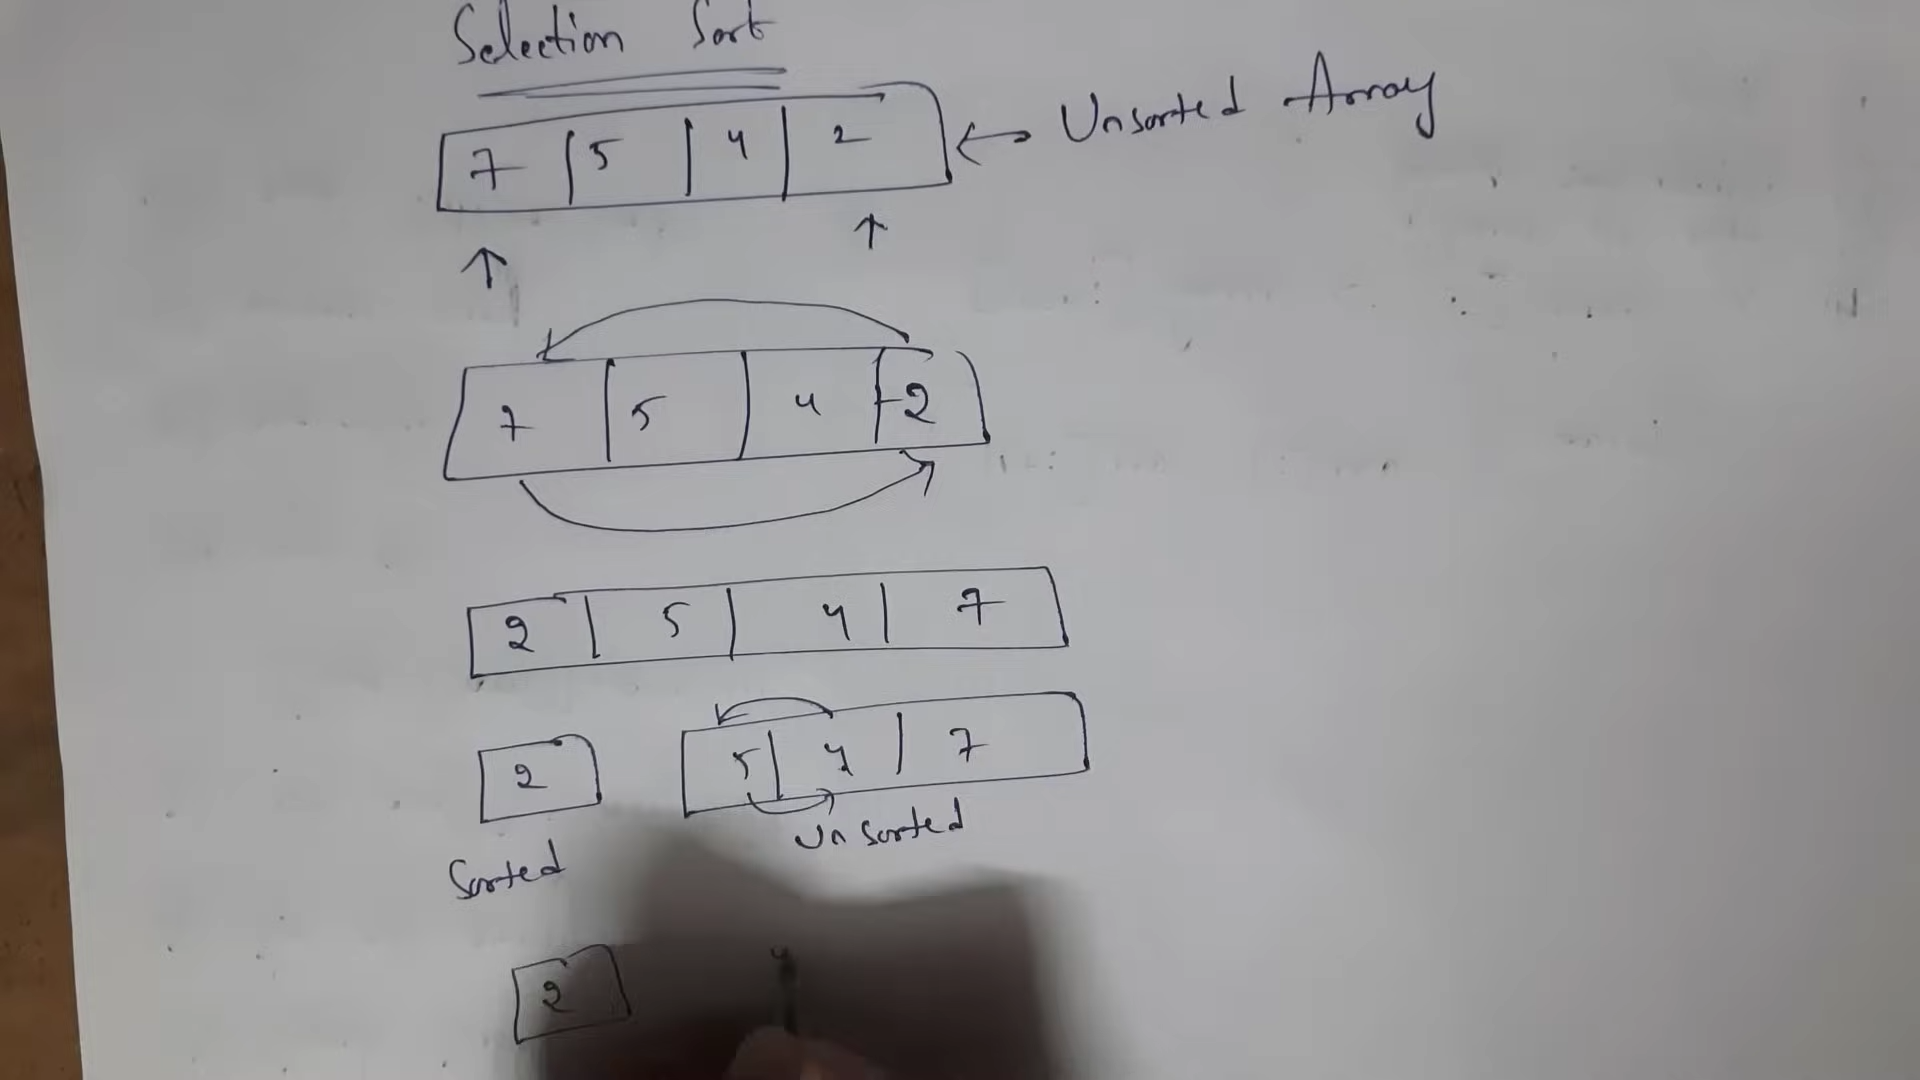 Selection Sort
7 5 4 2 Unsorted Array
7 5 4 2
2 5 4 7
2 5 4 7
Unsorted
Sorted
2 4